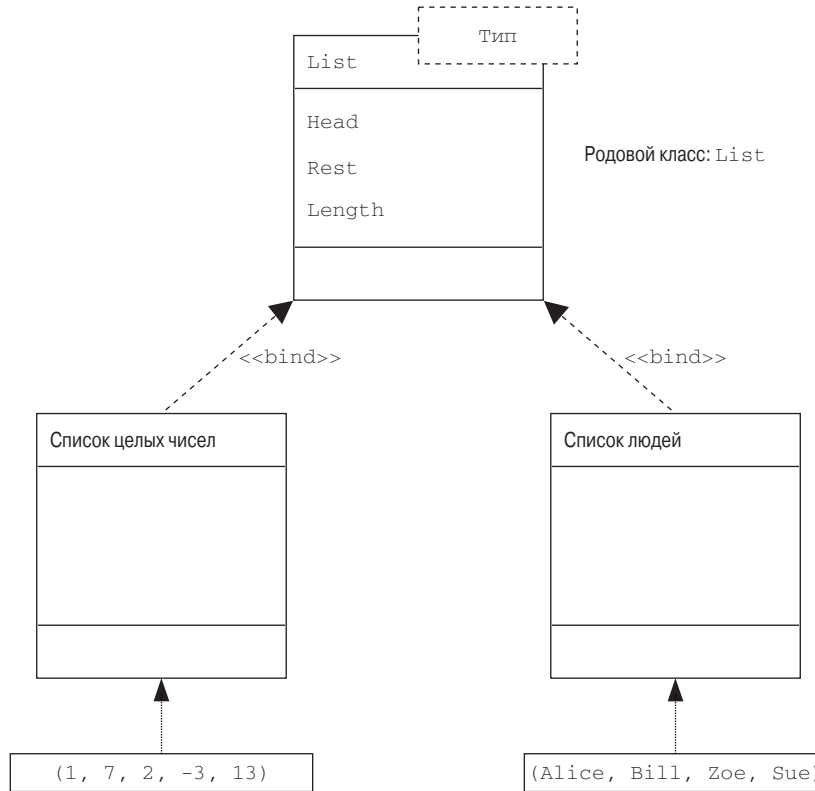 Тип
List
Head
Rest
Length
Родовой класс: List
<<bind>>
<<bind>>
Список целых чисел
Список людей
(1, 7, 2, -3, 13)
(Alice, Bill, Zoe, Sue)